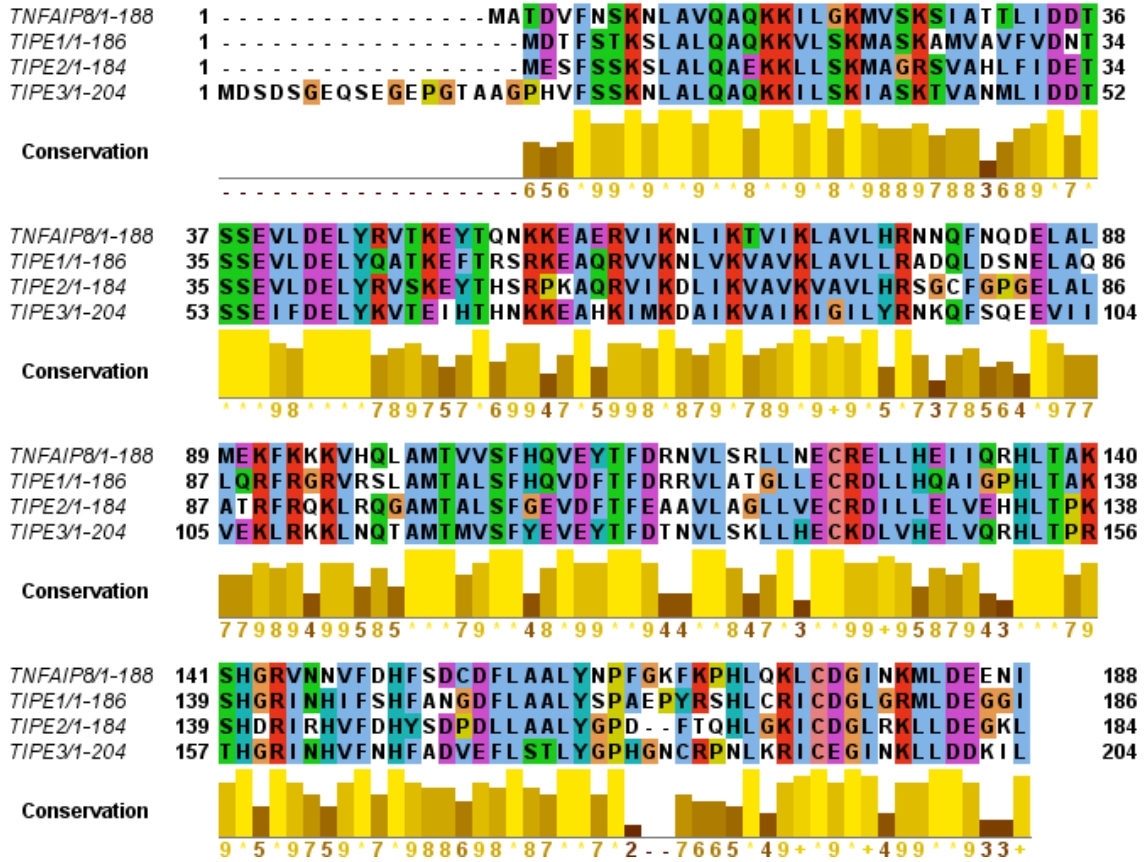 TNFAIP8/1-188 1 - - - - - - - - - - - - - - - - MATDVFNSKNLAVQAQKKILGKMVSKSIATTLIDDT 36
TIPE1/1-186 1 - - - - - - - - - - - - - - - - - - MDTFSTKSLALQAQKKVLSKMASKAMVAVFVDNT 34
TIPE2/1-184 1 - - - - - - - - - - - - - - - - - - MESFSSKSLALQAEKKLLSKMAGRSVAHLFIDET 34
TIPE3/1-204 1 MDSDSGEQSEGEPGTAAGPHVFSSKNLALQAQKKILSKIASKTVANMLIDDT 52
Conservation
- - - - - - - - - - - - - - - - - - 656*99*9**9**8**9*8*98897883689*7*
TNFAIP8/1-188 37 SSEVLDELYRVTKEYTQNKKEAERVIKNLIKTVIKLAVLHRNNQFNQDELAL 88
TIPE1/1-186 35 SSEVLDELYQATKEFTRSRKEAQRVVKNLVKVAVKLAVLLRADQLDSNELAQ 86
TIPE2/1-184 35 SSEVLDELYRVSKEYTHSRPKAQRVIKDLIKVAVKVAVLHRSGCFGPGELAL 86
TIPE3/1-204 53 SSEIFDELYKVTEIHTHNKKEAHKIMKDAIKVAIKIGILYRNKQFSQEEVII 104
Conservation
***98****789757*69947*5998*879*789*9+9*5*7378564*977
TNFAIP8/1-188 89 MEKFKKKVHQLAMTVVSFHQVEYTFDRNVLSRLLNECRELLHEIIQRHLTAK 140
TIPE1/1-186 87 LQRFRGRVRSLAMTALSFHQVDFTFDRRVLATGLLECRDLLHQAIGPHLTAK 138
TIPE2/1-184 87 ATRFRQKLRQGAMTALSFGEVDFTFEAAVLAGLLVECRDILLELVEHHLTPK 138
TIPE3/1-204 105 VEKLRKKLNQTAMTMVSFYEVEYTFDTNVLSKLLHECKDLVHELVQRHLTPR 156
Conservation
77989499585***79**48*99**944**847*3**99+9587943***79
TNFAIP8/1-188 141 SHGRVNNVFDHFSDCDFLAALYNPFGKFKPHLQKLCDGINKMLDEENI 188
TIPE1/1-186 139 SHGRINHIFSHFANGDFLAALYSPAEPYRSHLCRICDGLGRMLDEGGI 186
TIPE2/1-184 139 SHDRIRHVFDHYSDPDLLAALYGPD--FTQHLGKICDGLRKLLDEGKL 184
TIPE3/1-204 157 THGRINHVFNHFADVEFLSTLYGPHGNCRPNLKRICEGINKLLDDKIL 204
Conservation
9*5*9759*7*988698*87**7*2--7665*49+*9*+499**933+